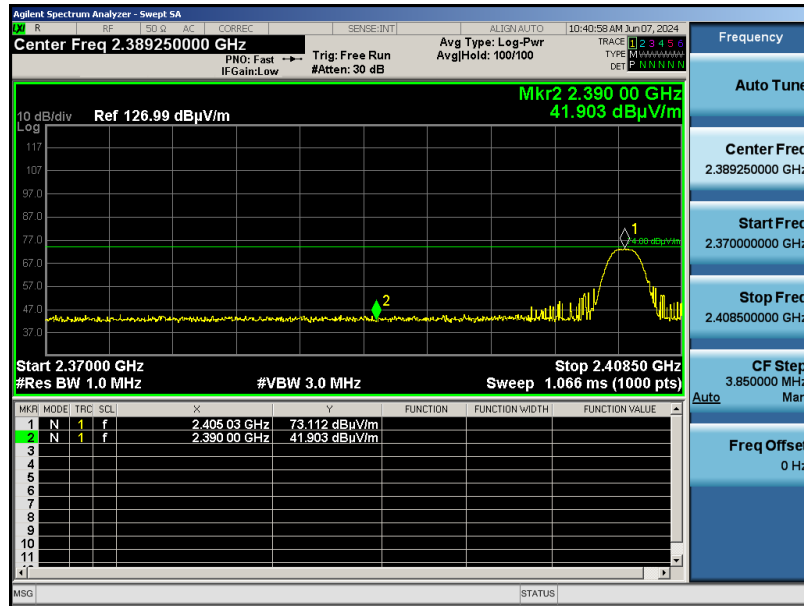 Agilent Spectrum Analyzer - Swept SA
LXI R RF 50 Ω AC CORREC SENSE:INT ALIGN AUTO 10:40:58 AM Jun 07, 2024
Center Freq 2.389250000 GHz
PNO: Fast
IFGain:Low
Trig: Free Run
#Atten: 30 dB
Avg Type: Log-Pwr
Avg|Hold: 100/100
TRACE 1 2 3 4 5 6
TYPE M WWWWW
DET P N N N N N
Mkr2 2.390 00 GHz
41.903 dBμV/m
10 dB/div Ref 126.99 dBμV/m
Log
117
107
97.0
87.0
77.0
67.0
57.0
47.0
37.0
1
74.00 dBμV/m
2
Start 2.37000 GHz Stop 2.40850 GHz
#Res BW 1.0 MHz #VBW 3.0 MHz Sweep 1.066 ms (1000 pts)
MKR MODE TRC SCL X Y FUNCTION FUNCTION WIDTH FUNCTION VALUE
1 N 1 f 2.405 03 GHz 73.112 dBμV/m
2 N 1 f 2.390 00 GHz 41.903 dBμV/m
3
4
5
6
7
8
9
10
11
MSG STATUS
Frequency
Auto Tune
Center Freq
2.389250000 GHz
Start Freq
2.370000000 GHz
Stop Freq
2.408500000 GHz
CF Step
3.850000 MHz
Auto Man
Freq Offset
0 Hz